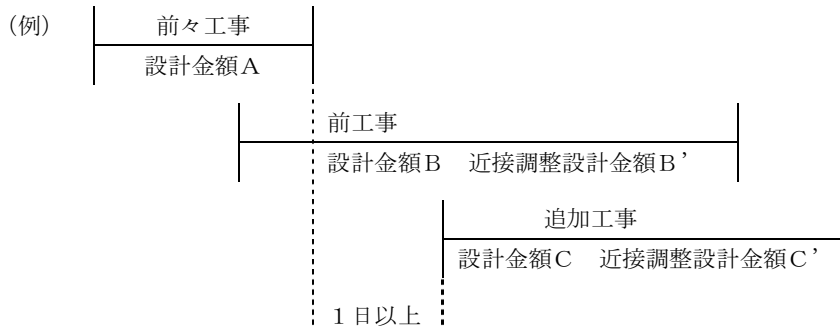 （例）
前々工事
設計金額Ａ
前工事
設計金額Ｂ　近接調整設計金額Ｂ’
追加工事
設計金額Ｃ　近接調整設計金額Ｃ’
１日以上